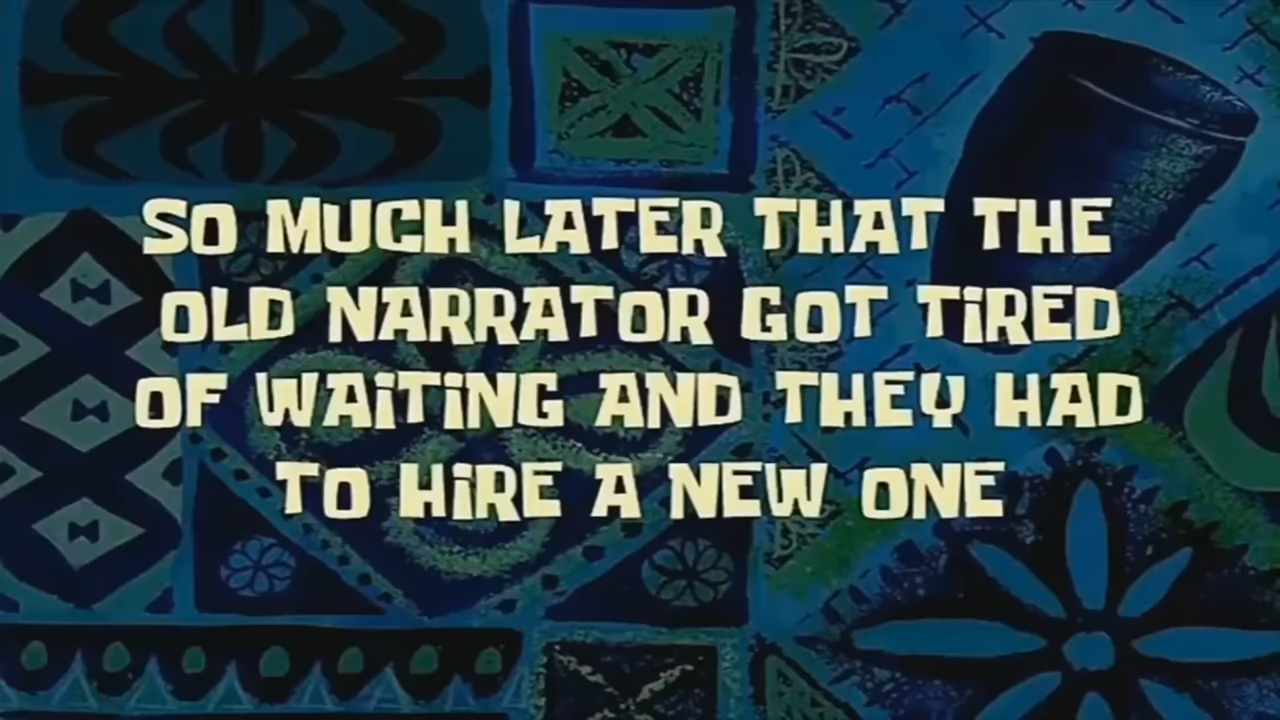 SO MUCH LATER THAT THE
OLD NARRATOR GOT TiRED
OF WAiTiNG AND THEY HAD
TO HiRE A NEW ONE